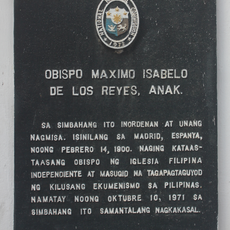 1972
OBISPO MAXIMO ISABELO
DE LOS REYES, ANAK.
SA SIMBAHANG ITO INORDENAN AT UNANG
NAGMISA. ISINILANG SA MADRID, ESPANYA,
NOONG PEBRERO 14, 1900. NAGING KATAAS-
TAASANG OBISPO NG IGLESIA FILIPINA
INDEPENDIENTE AT MASUGID NA TAGAPAGTAGUYOD
NG KILUSANG EKUMENISMO SA PILIPINAS.
NAMATAY NOONG OKTUBRE 10, 1971 SA
SIMBAHANG ITO SAMANTALANG NAGKAKASAL.